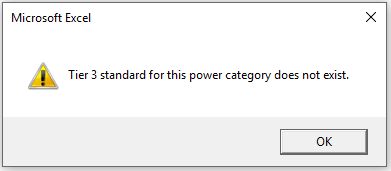 Microsoft Excel
Tier 3 standard for this power category does not exist.
OK